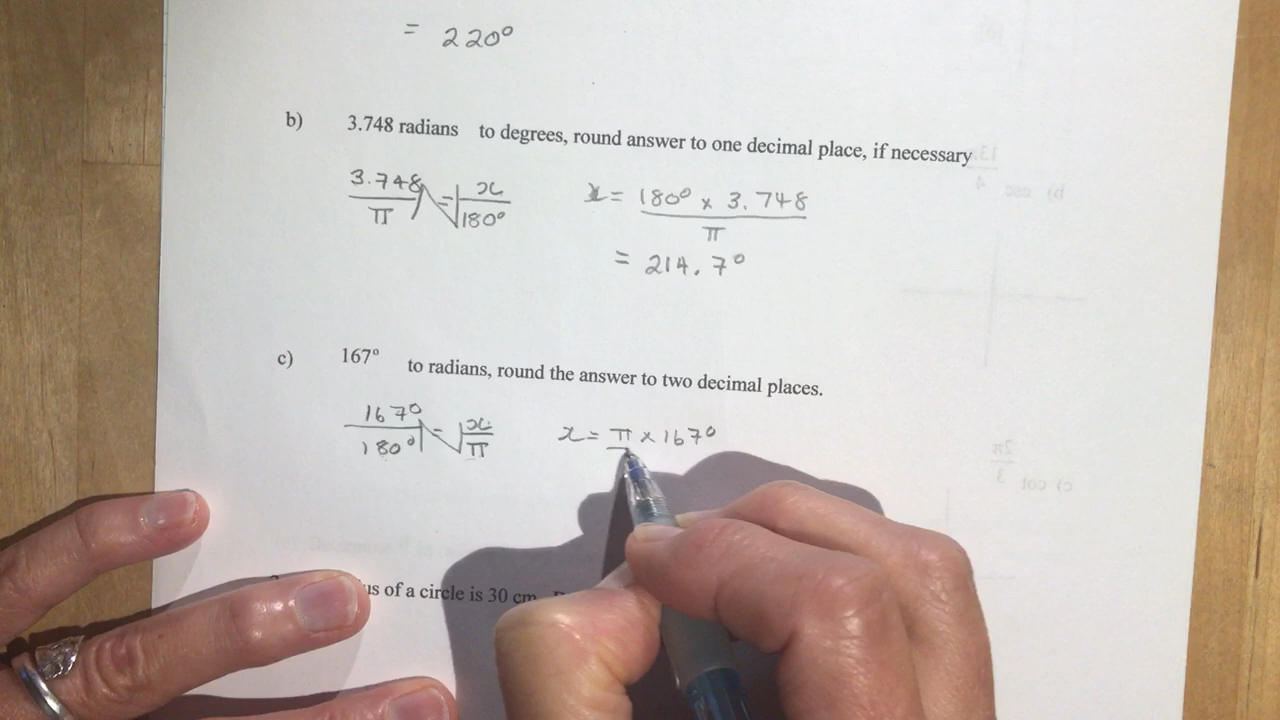 = 220°
b) 3.748 radians to degrees, round answer to one decimal place, if necessary
3.748 / π = x / 180° x = 180° × 3.748 / π
= 214.7°
c) 167° to radians, round the answer to two decimal places.
167° / 180° = x / π x = π × 167°
of a circle is 30 cm